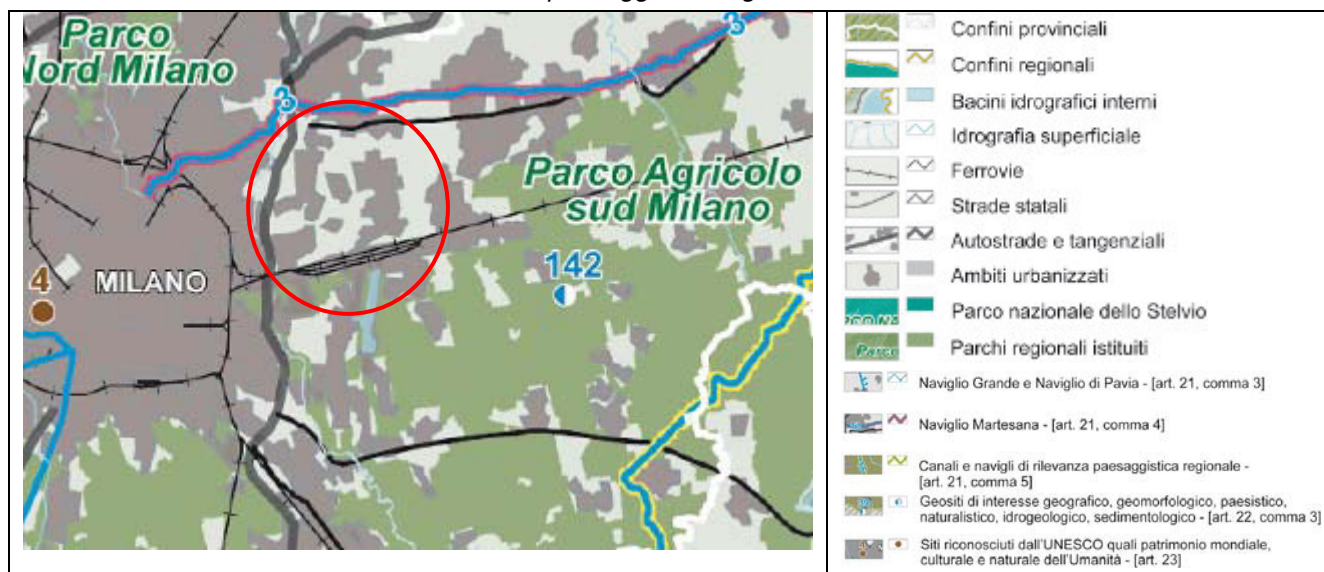 Parco
Nord Milano
3
3
Parco Agricolo
sud Milano
142
MILANO
4
Confini provinciali
Confini regionali
Bacini idrografici interni
Idrografia superficiale
Ferrovie
Strade statali
Autostrade e tangenziali
Ambiti urbanizzati
Parco nazionale dello Stelvio
Parco
Parchi regionali istituiti
Naviglio Grande e Naviglio di Pavia - [art. 21, comma 3]
Naviglio Martesana - [art. 21, comma 4]
Canali e navigli di rilevanza paesaggistica regionale -
[art. 21, comma 5]
Geositi di interesse geografico, geomorfologico, paesistico,
naturalistico, idrogeologico, sedimentologico - [art. 22, comma 3]
Siti riconosciuti dall'UNESCO quali patrimonio mondiale,
culturale e naturale dell'Umanità - [art. 23]